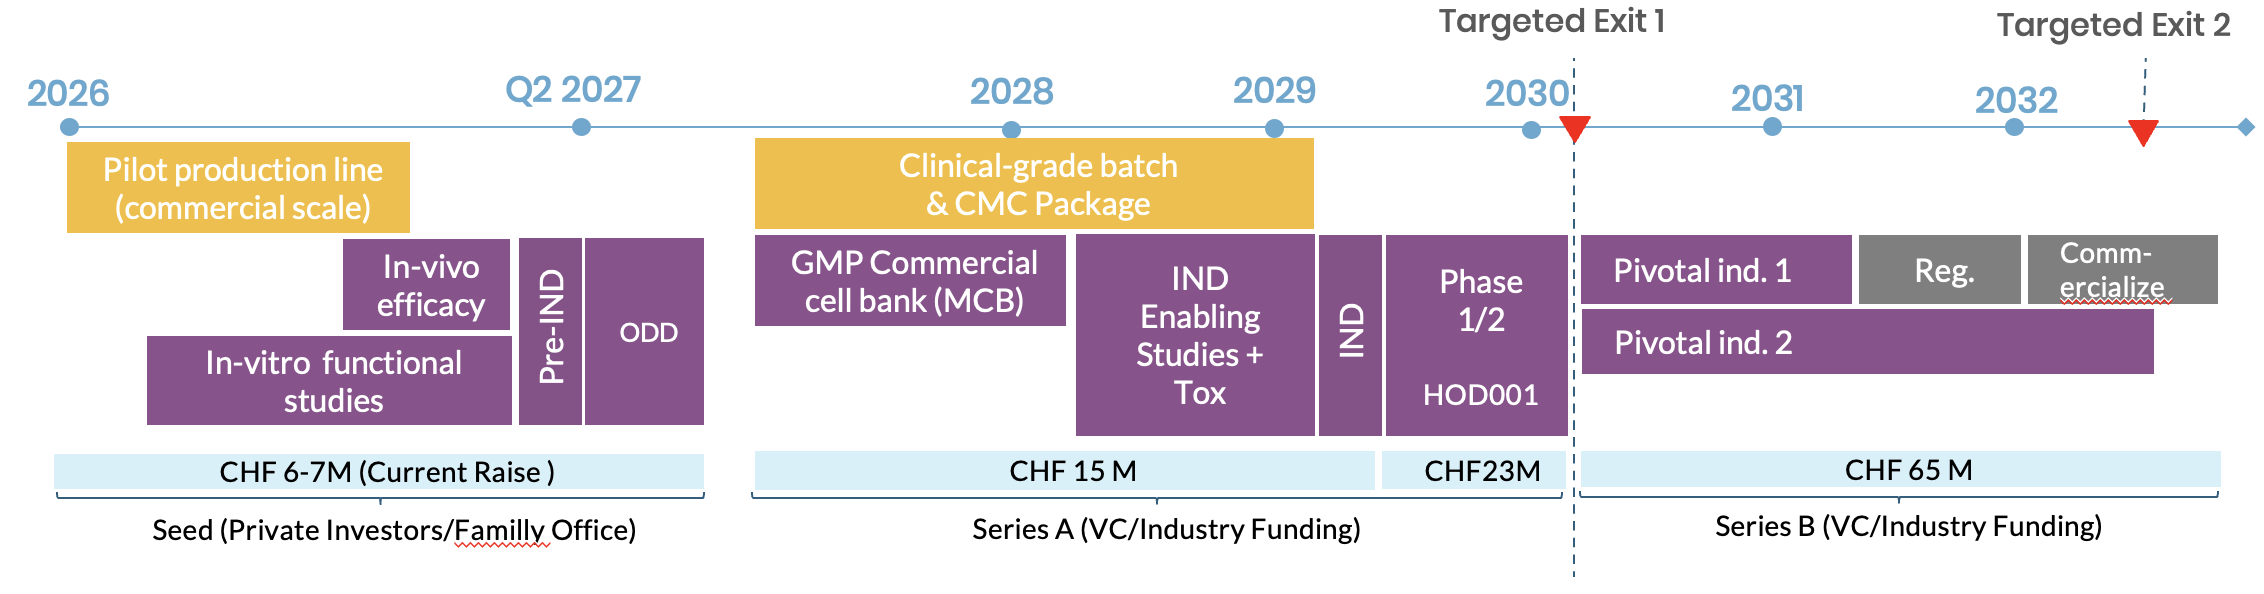 Targeted Exit 1
Targeted Exit 2
2026
Q2 2027
2028
2029
2030
2031
2032
Pilot production line
(commercial scale)
Clinical-grade batch
& CMC Package
In-vivo
efficacy
In-vitro functional
studies
Pre-IND
ODD
GMP Commercial
cell bank (MCB)
IND
Enabling
Studies +
Tox
IND
Phase
1/2
HOD001
Pivotal ind. 1
Reg.
Comm-
ercialize
Pivotal ind. 2
CHF 6-7M (Current Raise )
CHF 15 M
CHF23M
CHF 65 M
Seed (Private Investors/Familly Office)
Series A (VC/Industry Funding)
Series B (VC/Industry Funding)